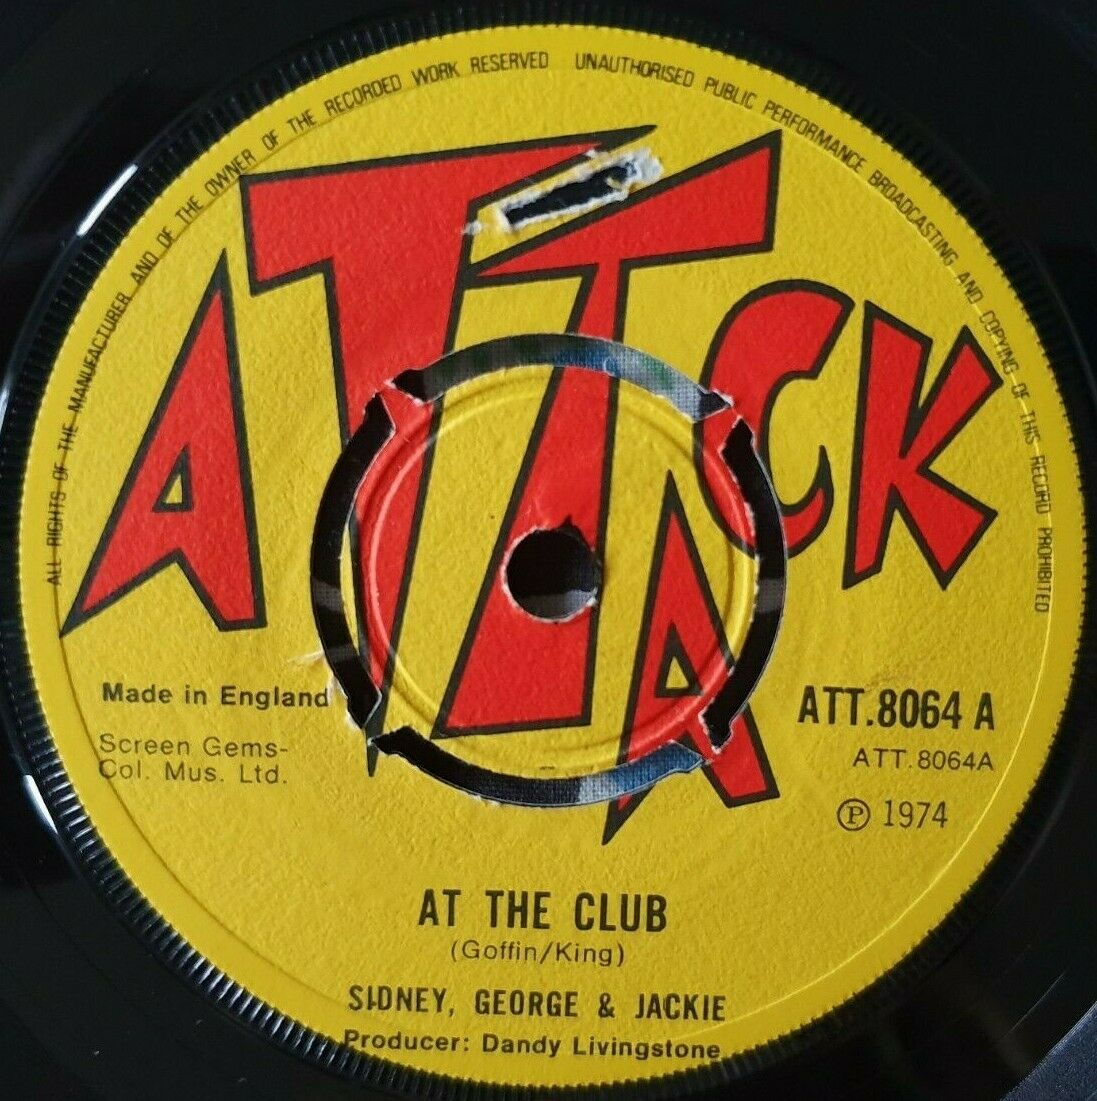 ALL RIGHTS OF THE MANUFACTURER AND OF THE OWNER OF THE RECORDED WORK RESERVED UNAUTHORISED PUBLIC PERFORMANCE BROADCASTING AND COPYING OF THIS RECORD PROHIBITED
ATTACK
Made in England
Screen Gems-
Col. Mus. Ltd.
ATT.8064 A
ATT.8064A
℗ 1974
AT THE CLUB
(Goffin/King)
SIDNEY, GEORGE & JACKIE
Producer: Dandy Livingstone